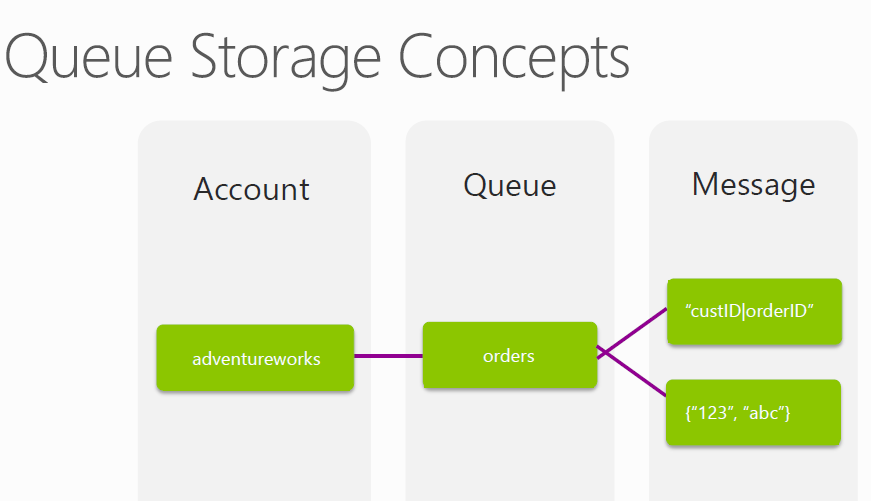 Queue Storage Concepts
Account
Queue
Message
adventureworks
orders
“custID|orderID”
{“123”, “abc”}